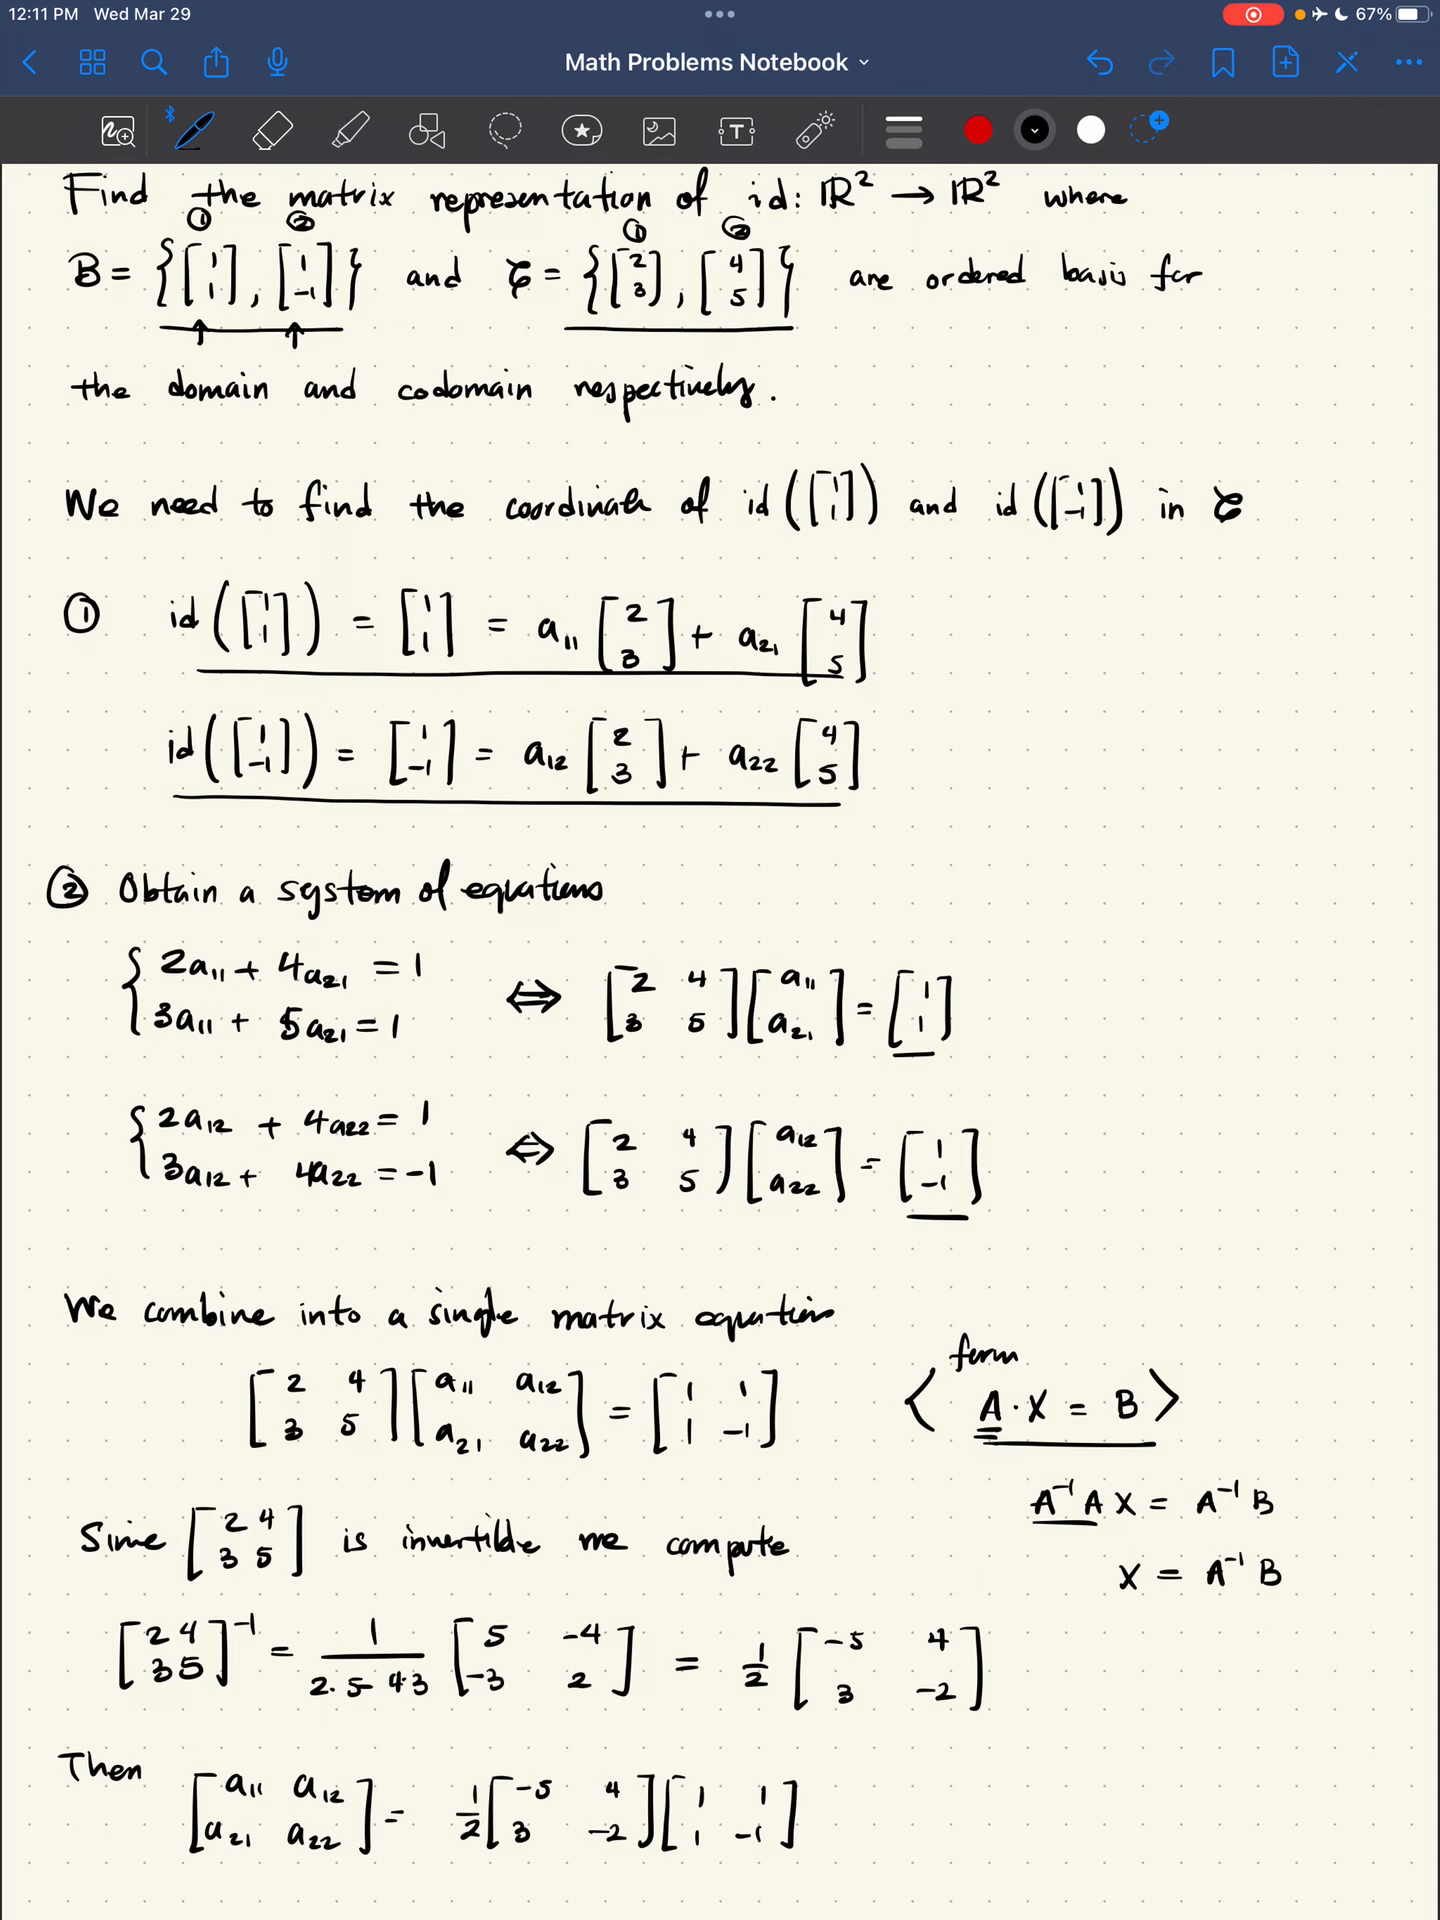 12:11 PM Wed Mar 29
67%
Math Problems Notebook
Find the matrix representation of id: ℝ² → ℝ² where
① ② ① ②
B = {[1; 1], [1; -1]} and C = {[2; 3], [4; 5]} are ordered basis for
the domain and codomain respectively.
We need to find the coordinate of id([1; 1]) and id([1; -1]) in C
① id([1; 1]) = [1; 1] = a₁₁[2; 3] + a₂₁[4; 5]
id([1; -1]) = [1; -1] = a₁₂[2; 3] + a₂₂[4; 5]
② Obtain a system of equations
{2a₁₁ + 4a₂₁ = 1
3a₁₁ + 5a₂₁ = 1 ⇔ [2 4; 3 5][a₁₁; a₂₁] = [1; 1]
{2a₁₂ + 4a₂₂ = 1
3a₁₂ + 4a₂₂ = -1 ⇔ [2 4; 3 5][a₁₂; a₂₂] = [1; -1]
We combine into a single matrix equation
[2 4; 3 5][a₁₁ a₁₂; a₂₁ a₂₂] = [1 1; 1 -1]
form
⟨A · X = B⟩
A⁻¹ A X = A⁻¹ B
X = A⁻¹ B
Since [2 4; 3 5] is invertible we compute
[2 4; 3 5]⁻¹ = 1/(2·5-4·3) [5 -4; -3 2] = 1/2 [-5 4; 3 -2]
Then
[a₁₁ a₁₂; a₂₁ a₂₂] = 1/2 [-5 4; 3 -2][1 1; 1 -1]